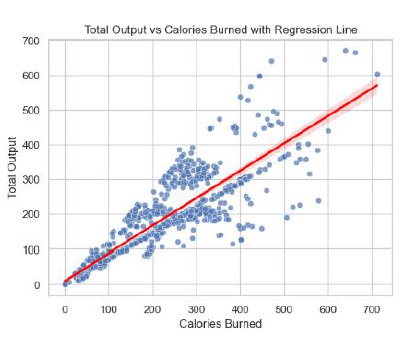 Total Output vs Calories Burned with Regression Line
700
600
500
400
300
200
100
0
Total Output
0 100 200 300 400 500 600 700
Calories Burned